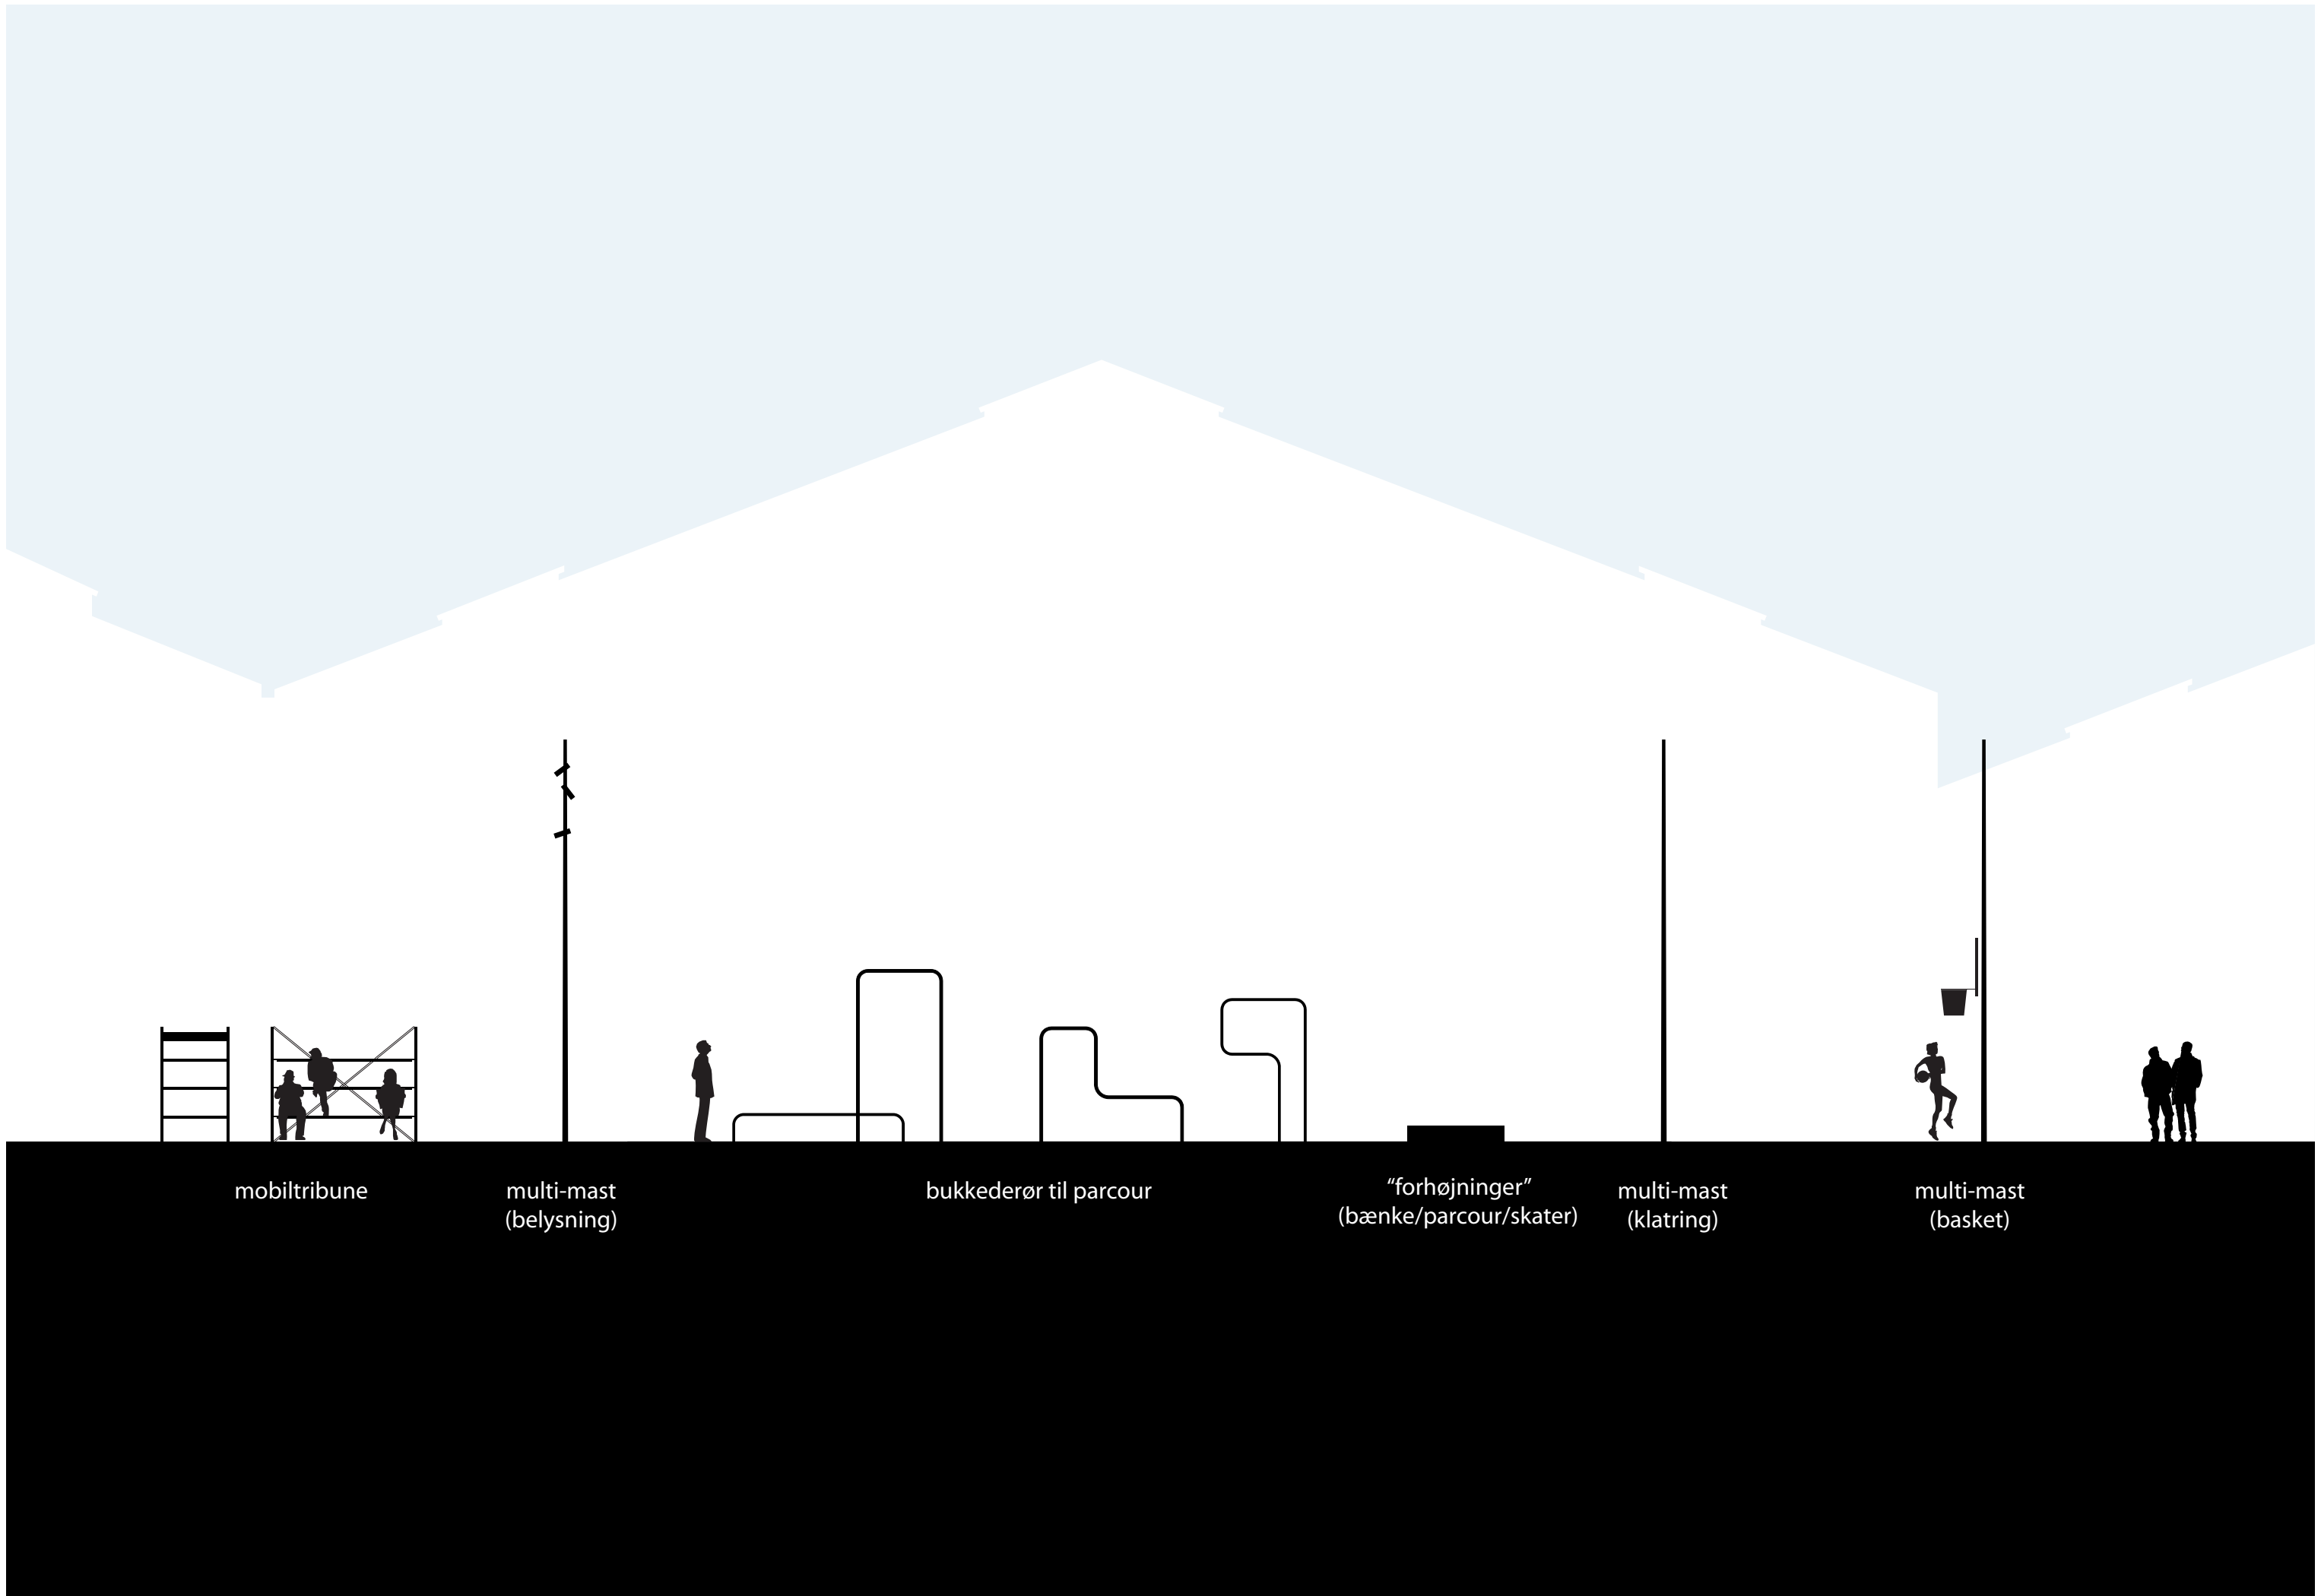 mobiltribune
multi-mast
(belysning)
bukkederør til parcour
“forhøjninger”
(bænke/parcour/skater)
multi-mast
(klatring)
multi-mast
(basket)